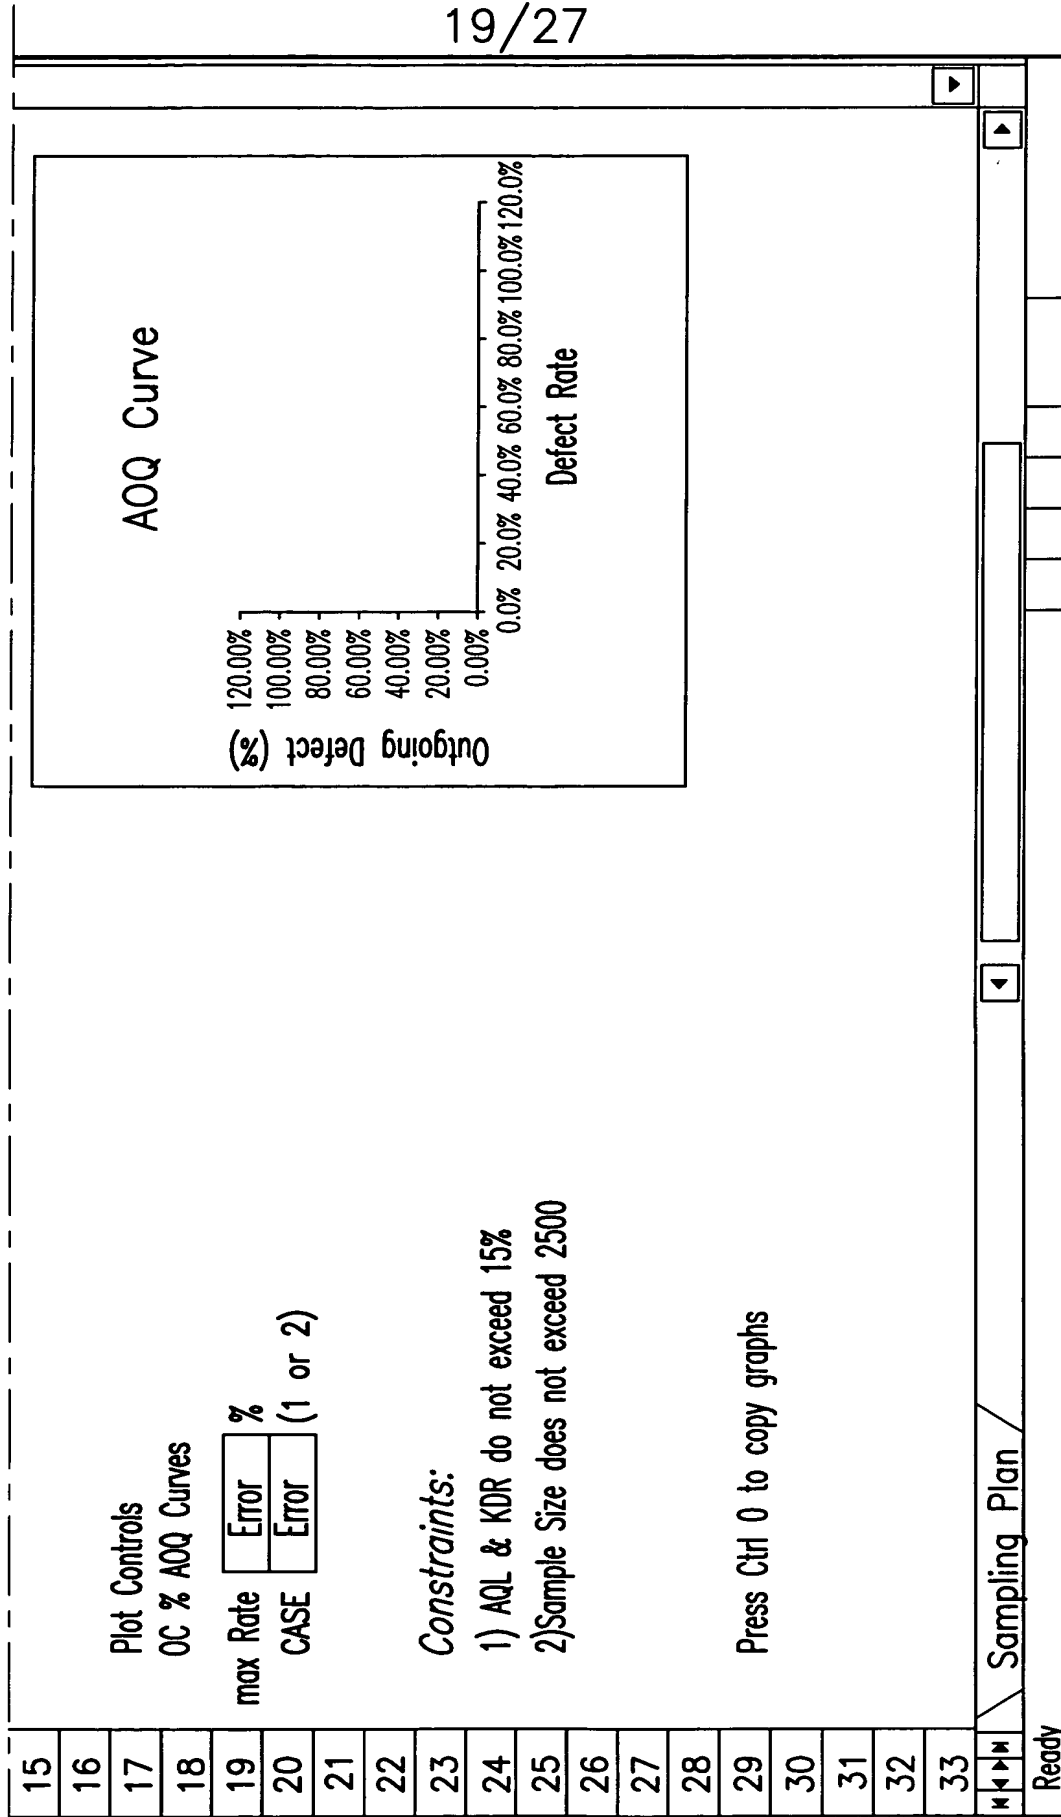 19/27
15
16
17
18
19
20
21
22
23
24
25
26
27
28
29
30
31
32
33
Plot Controls
OC % AOQ Curves
max Rate Error %
CASE Error (1 or 2)
Constraints:
1) AQL & KDR do not exceed 15%
2)Sample Size does not exceed 2500
Press Ctrl 0 to copy graphs
AOQ Curve
Outgoing Defect (%)
120.00%
100.00%
80.00%
60.00%
40.00%
20.00%
0.00%
0.0% 20.0% 40.0% 60.0% 80.0% 100.0% 120.0%
Defect Rate
Sampling Plan
Ready